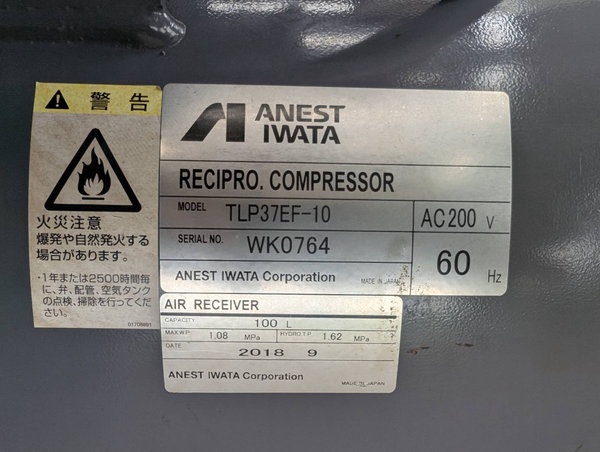 警告
火災注意
爆発や自然発火する
場合があります。
・1年または2500時間毎
に、弁、配管、空気タンク
の点検、掃除を行ってくだ
さい。
01708891
ANEST
IWATA
RECIPRO. COMPRESSOR
MODEL TLP37EF-10 AC200 V
SERIAL NO. WK0764
60 Hz
ANEST IWATA Corporation MADE IN JAPAN
AIR RECEIVER
CAPACITY 100 L
MAX.W.P. 1.08 MPa HYDRO.T.P. 1.62 MPa
DATE 2018 9
ANEST IWATA Corporation MADE IN JAPAN